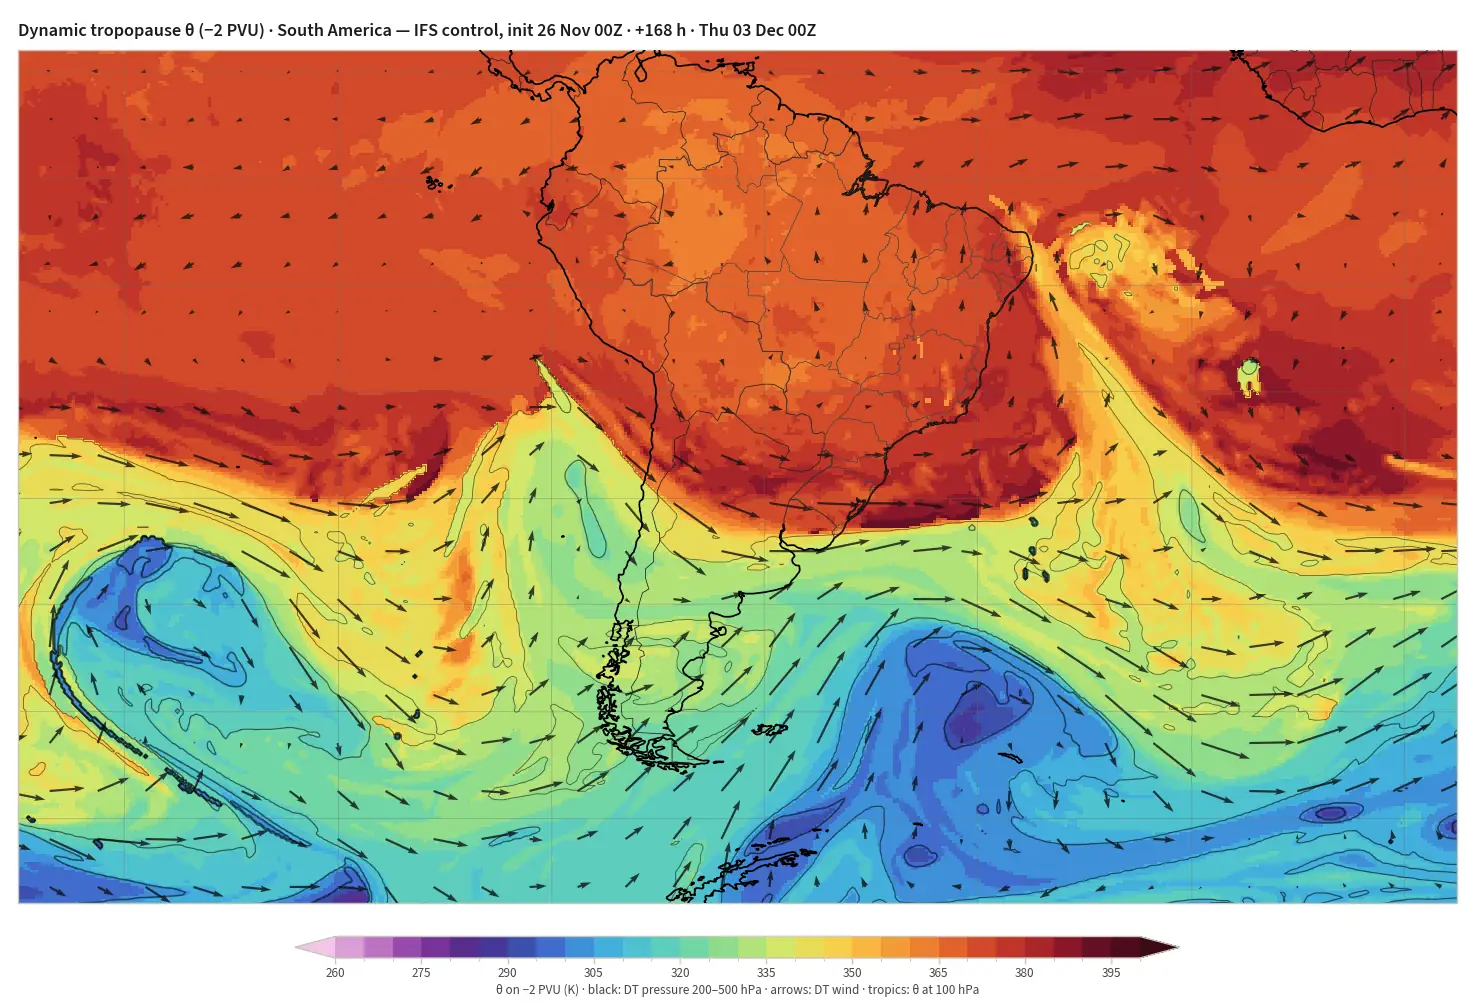 Dynamic tropopause θ (−2 PVU) · South America — IFS control, init 26 Nov 00Z · +168 h · Thu 03 Dec 00Z
260 275 290 305 320 335 350 365 380 395
θ on −2 PVU (K) · black: DT pressure 200–500 hPa · arrows: DT wind · tropics: θ at 100 hPa